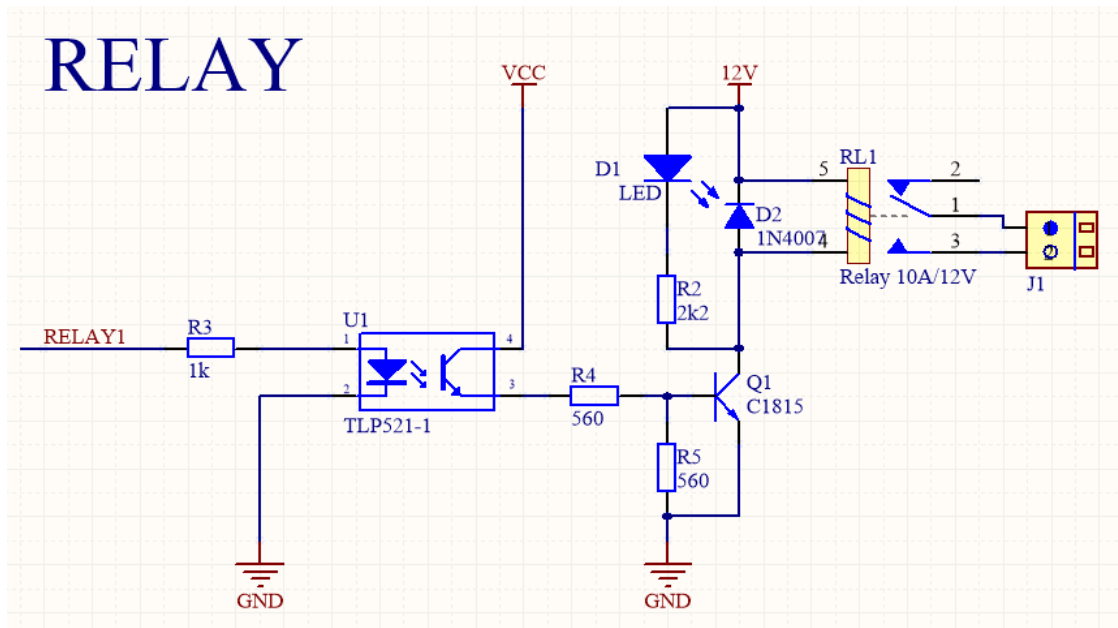 RELAY
VCC
12V
D1
LED
D2
1N4007
5
4
RL1
2
1
3
Relay 10A/12V
2
J1
R2
2k2
RELAY1
R3
1k
U1
1
2
4
3
TLP521-1
R4
560
Q1
C1815
R5
560
GND
GND